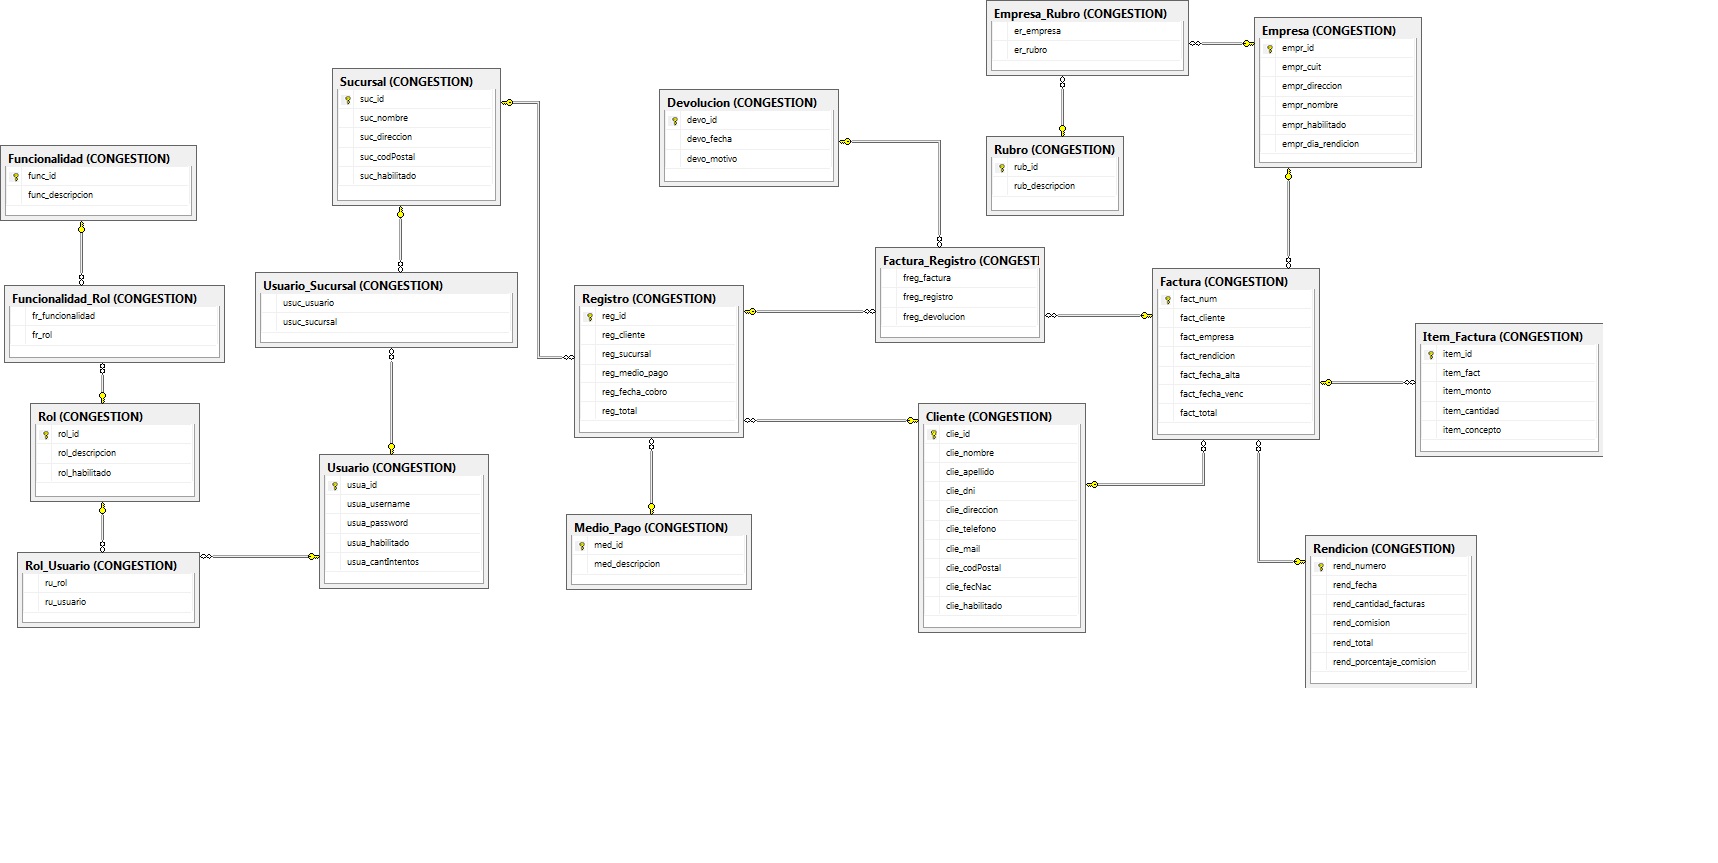 Empresa_Rubro (CONGESTION)
er_empresa
er_rubro
Empresa (CONGESTION)
empr_id
empr_cuit
empr_direccion
empr_nombre
empr_habilitado
empr_dia_rendicion
Sucursal (CONGESTION)
suc_id
suc_nombre
suc_direccion
suc_codPostal
suc_habilitado
Devolucion (CONGESTION)
devo_id
devo_fecha
devo_motivo
Rubro (CONGESTION)
rub_id
rub_descripcion
Funcionalidad (CONGESTION)
func_id
func_descripcion
Factura_Registro (CONGESTI
freg_factura
freg_registro
freg_devolucion
Factura (CONGESTION)
fact_num
fact_cliente
fact_empresa
fact_rendicion
fact_fecha_alta
fact_fecha_venc
fact_total
Usuario_Sucursal (CONGESTION)
usuc_usuario
usuc_sucursal
Funcionalidad_Rol (CONGESTION)
fr_funcionalidad
fr_rol
Registro (CONGESTION)
reg_id
reg_cliente
reg_sucursal
reg_medio_pago
reg_fecha_cobro
reg_total
Item_Factura (CONGESTION)
item_id
item_fact
item_monto
item_cantidad
item_concepto
Rol (CONGESTION)
rol_id
rol_descripcion
rol_habilitado
Cliente (CONGESTION)
clie_id
clie_nombre
clie_apellido
clie_dni
clie_direccion
clie_telefono
clie_mail
clie_codPostal
clie_fecNac
clie_habilitado
Usuario (CONGESTION)
usua_id
usua_username
usua_password
usua_habilitado
usua_cantIntentos
Medio_Pago (CONGESTION)
med_id
med_descripcion
Rendicion (CONGESTION)
rend_numero
rend_fecha
rend_cantidad_facturas
rend_comision
rend_total
rend_porcentaje_comision
Rol_Usuario (CONGESTION)
ru_rol
ru_usuario